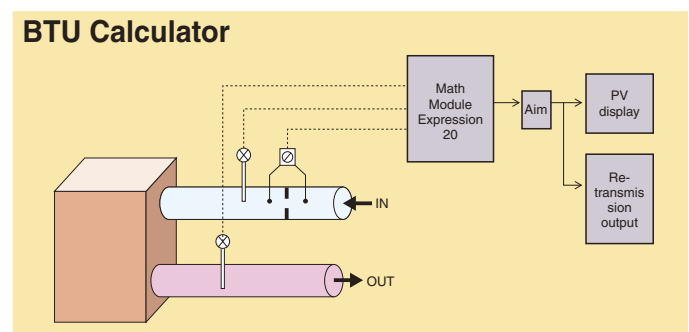 BTU Calculator
Math
Module
Expression
20
Aim
PV
display
Re-
transmis
sion
output
IN
OUT